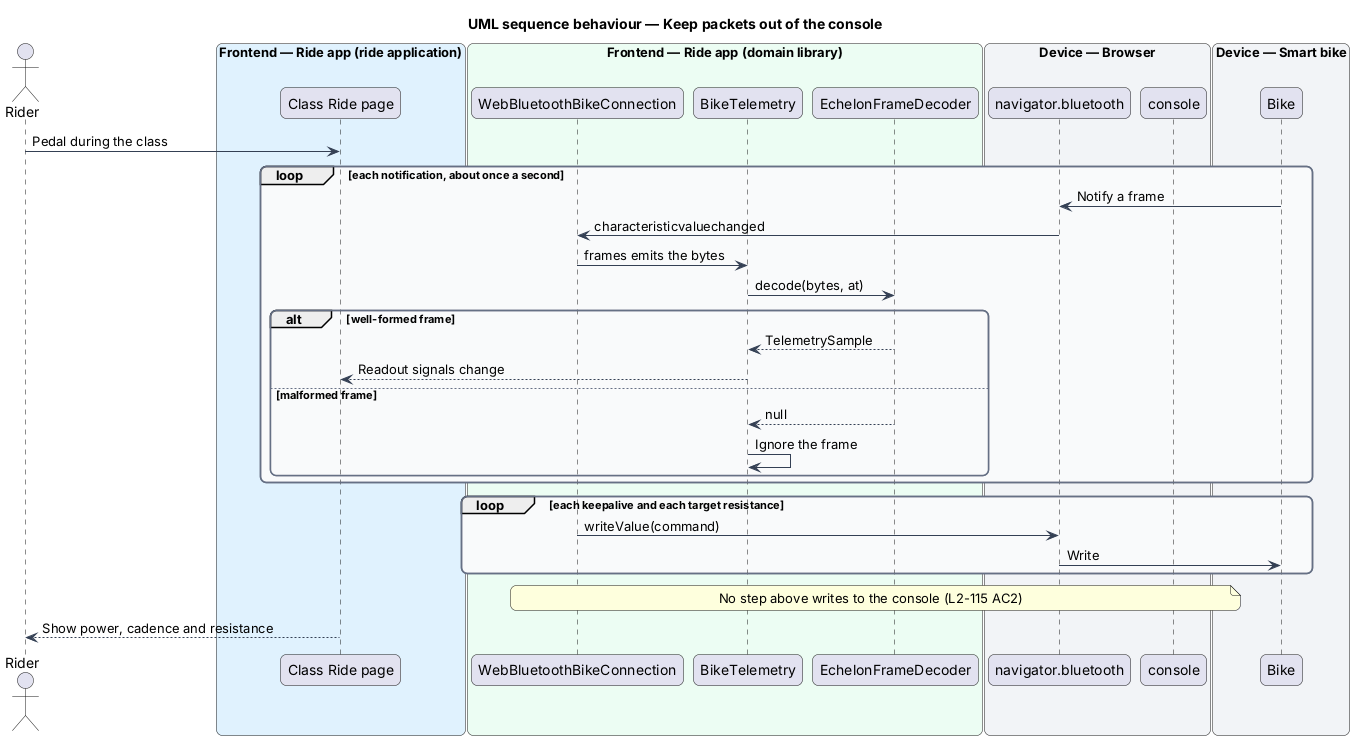 UML sequence behaviour — Keep packets out of the console
Frontend — Ride app (ride application)
Frontend — Ride app (domain library)
Device — Browser
Device — Smart bike
Rider
Class Ride page
WebBluetoothBikeConnection
BikeTelemetry
EchelonFrameDecoder
navigator.bluetooth
console
Bike
Pedal during the class
loop
[each notification, about once a second]
Notify a frame
characteristicvaluechanged
frames emits the bytes
decode(bytes, at)
alt
[well-formed frame]
TelemetrySample
Readout signals change
[malformed frame]
null
Ignore the frame
loop
[each keepalive and each target resistance]
writeValue(command)
Write
No step above writes to the console (L2-115 AC2)
Show power, cadence and resistance
Rider
Class Ride page
WebBluetoothBikeConnection
BikeTelemetry
EchelonFrameDecoder
navigator.bluetooth
console
Bike